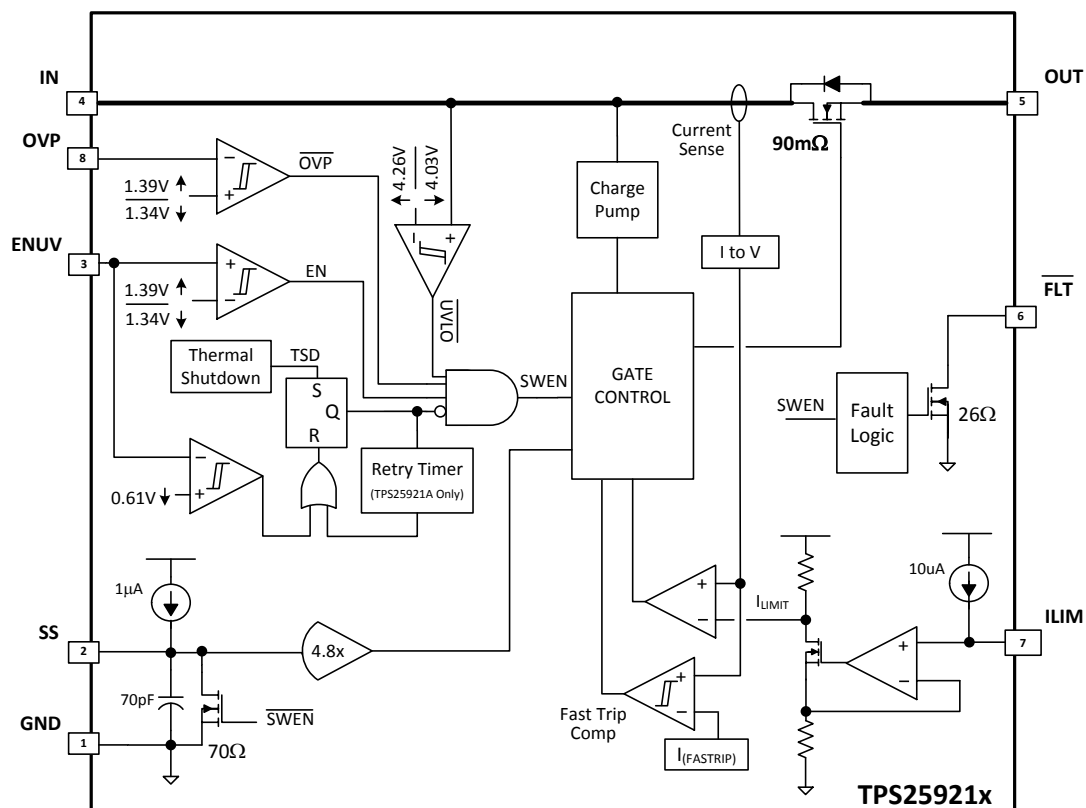 IN
4
OVP
8
ENUV
3
SS
2
GND
1
OUT
5
FLT
6
ILIM
7
1.39V
1.34V
−
+
OVP
1.39V
1.34V
+
−
EN
4.26V
4.03V
−
+
UVLO
Charge
Pump
Current
Sense
90mΩ
I to V
Thermal
Shutdown
TSD
S
Q
R
SWEN
GATE
CONTROL
Retry Timer
(TPS25921A Only)
0.61V
−
+
SWEN
Fault
Logic
26Ω
1µA
4.8x
70pF
SWEN
70Ω
+
−
ILIMIT
10uA
+
−
Fast Trip
Comp
+
−
I(FASTRIP)
TPS25921x